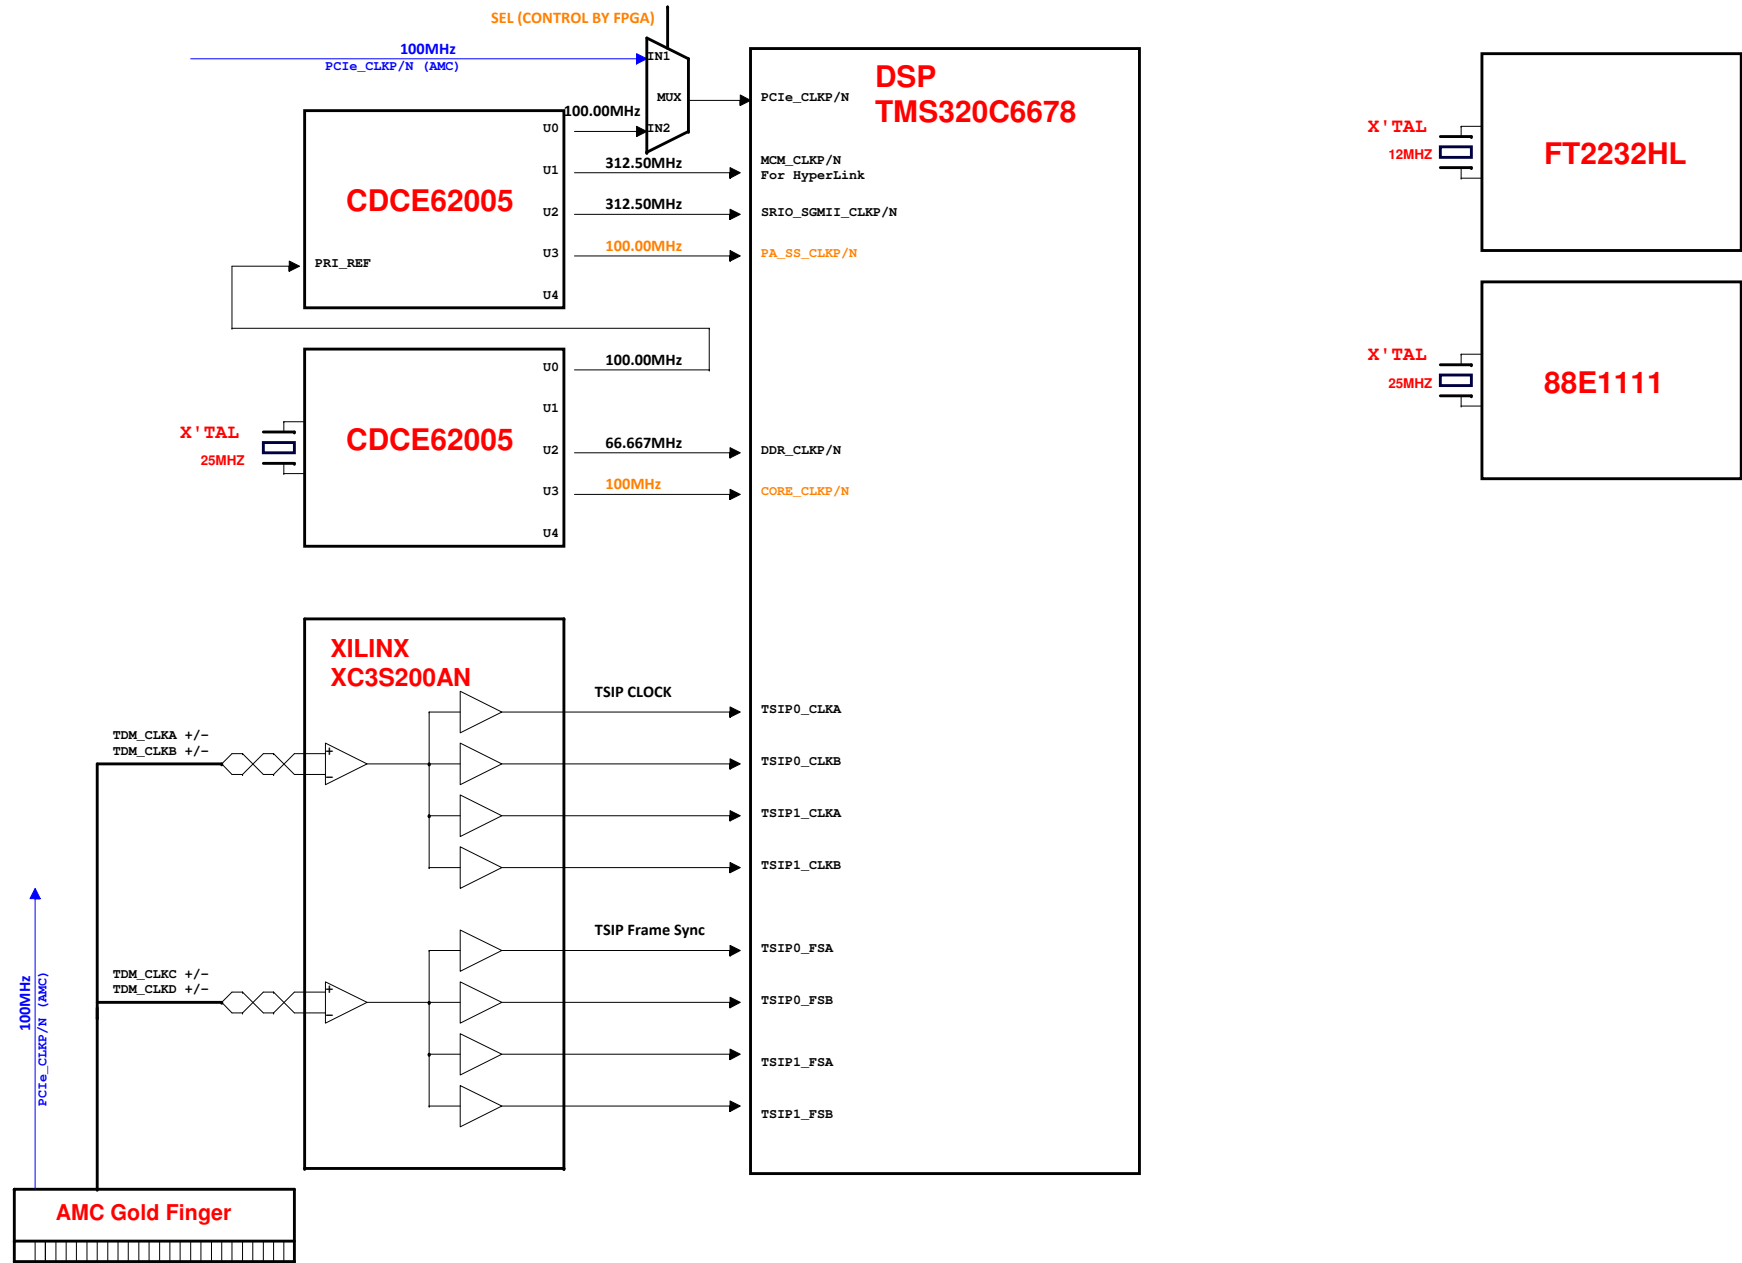 SEL (CONTROL BY FPGA)
100MHz
PCIe_CLKP/N (AMC)
IN1
MUX
IN2
100.00MHz
DSP
TMS320C6678
PCIe_CLKP/N
CDCE62005
PRI_REF
U0
U1
U2
U3
U4
312.50MHz
MCM_CLKP/N
For HyperLink
312.50MHz
SRIO_SGMII_CLKP/N
100.00MHz
PA_SS_CLKP/N
X'TAL
12MHZ
FT2232HL
X'TAL
25MHZ
88E1111
X'TAL
25MHZ
CDCE62005
U0
U1
U2
U3
U4
100.00MHz
66.667MHz
DDR_CLKP/N
100MHz
CORE_CLKP/N
XILINX
XC3S200AN
TDM_CLKA +/-
TDM_CLKB +/-
+
-
TSIP CLOCK
TSIP0_CLKA
TSIP0_CLKB
TSIP1_CLKA
TSIP1_CLKB
TDM_CLKC +/-
TDM_CLKD +/-
+
-
TSIP Frame Sync
TSIP0_FSA
TSIP0_FSB
TSIP1_FSA
TSIP1_FSB
100MHz
PCIe_CLKP/N (AMC)
AMC Gold Finger